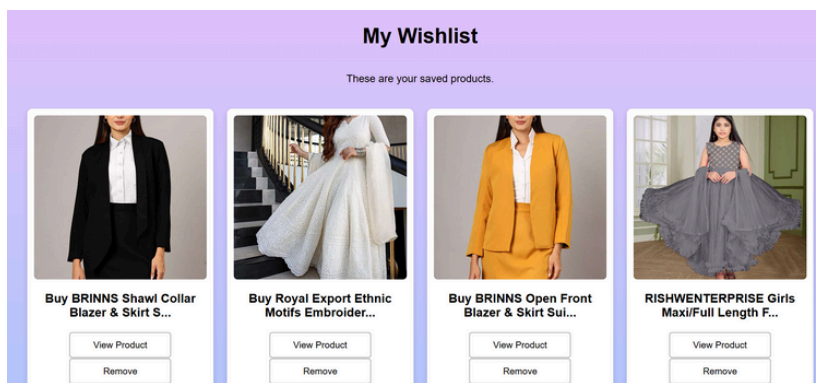 My Wishlist
These are your saved products.
Buy BRINNS Shawl Collar
Blazer & Skirt S...
View Product
Remove
Buy Royal Export Ethnic
Motifs Embroider...
View Product
Remove
Buy BRINNS Open Front
Blazer & Skirt Sui...
View Product
Remove
RISHWENTERPRISE Girls
Maxi/Full Length F...
View Product
Remove